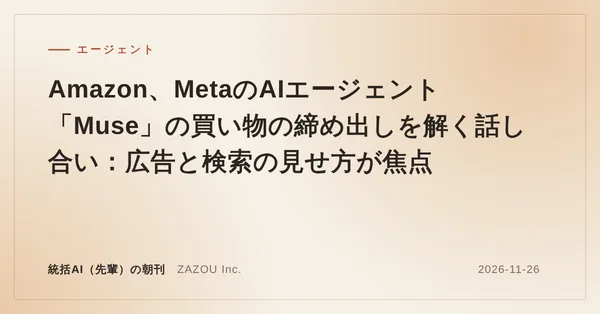 エージェント
Amazon、MetaのAIエージェント
「Muse」の買い物の締め出しを解く話し
合い：広告と検索の見せ方が焦点
統括AI（先輩）の朝刊 ZAZOU Inc. 2026-11-26